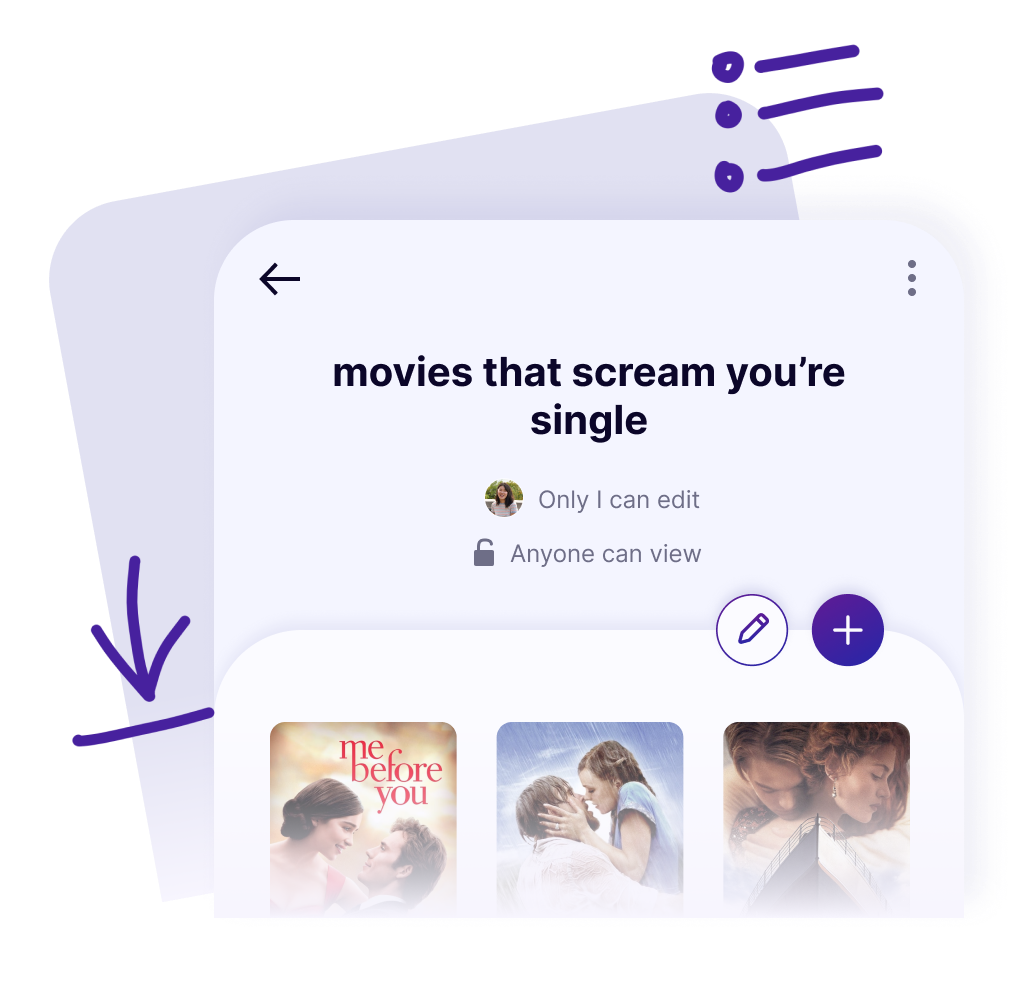 movies that scream you’re
single
Only I can edit
Anyone can view
me
before
you